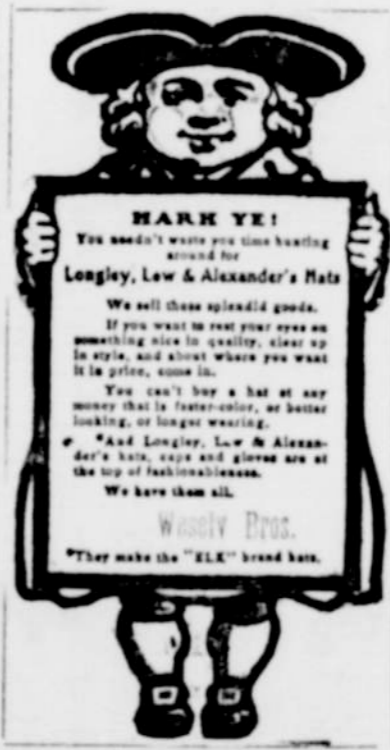 MARK YE!
You needn't waste you time hunting
around for
Longley, Low & Alexander's Hats
We sell these splendid goods.
If you want to rest your eyes on
something nice in quality, clear up
in style, and about where you want
it in price, come in.
You can't buy a hat at any
money that is faster-color, or better
looking, or longer wearing.
*And Longley, Low & Alexan-
der's hats, caps and gloves are at
the top of fashionableness.
We have them all.
Wesely Bros.
*They make the "ELK" brand hats.